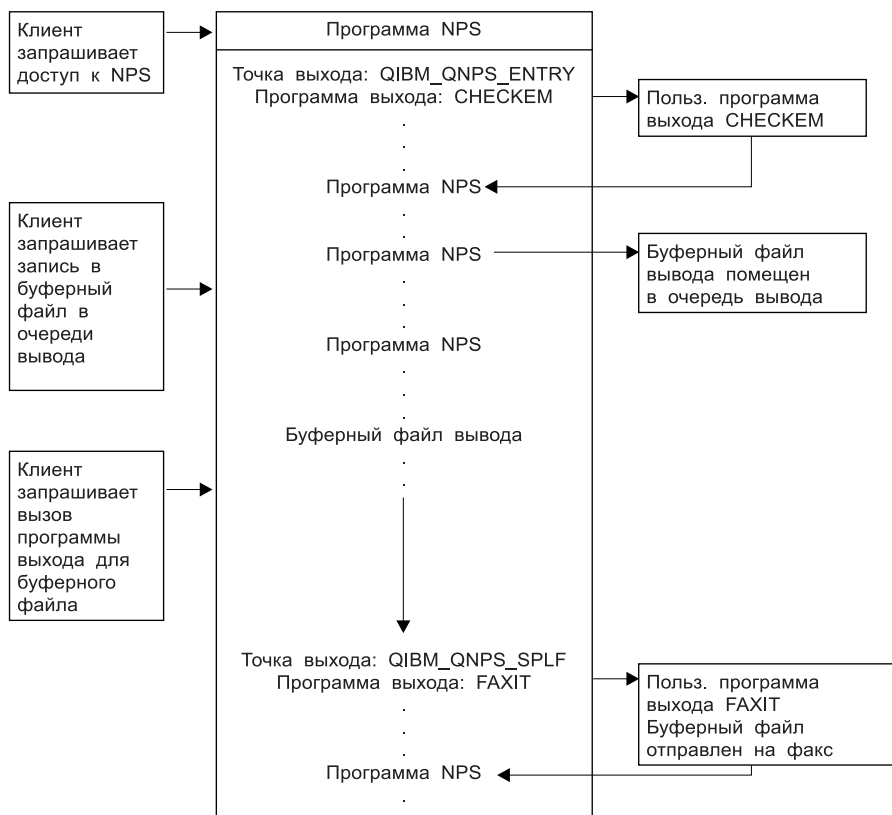 Клиент
запрашивает
доступ к NPS
Программа NPS
Точка выхода: QIBM_QNPS_ENTRY
Программа выхода: CHECKEM
Польз. программа
выхода CHECKEM
Программа NPS
Клиент
запрашивает
запись в
буферный
файл в
очереди
вывода
Программа NPS
Буферный файл
вывода помещен
в очередь вывода
Программа NPS
Буферный файл вывода
Клиент
запрашивает
вызов
программы
выхода для
буферного
файла
Точка выхода: QIBM_QNPS_SPLF
Программа выхода: FAXIT
Польз. программа
выхода FAXIT
Буферный файл
отправлен на факс
Программа NPS